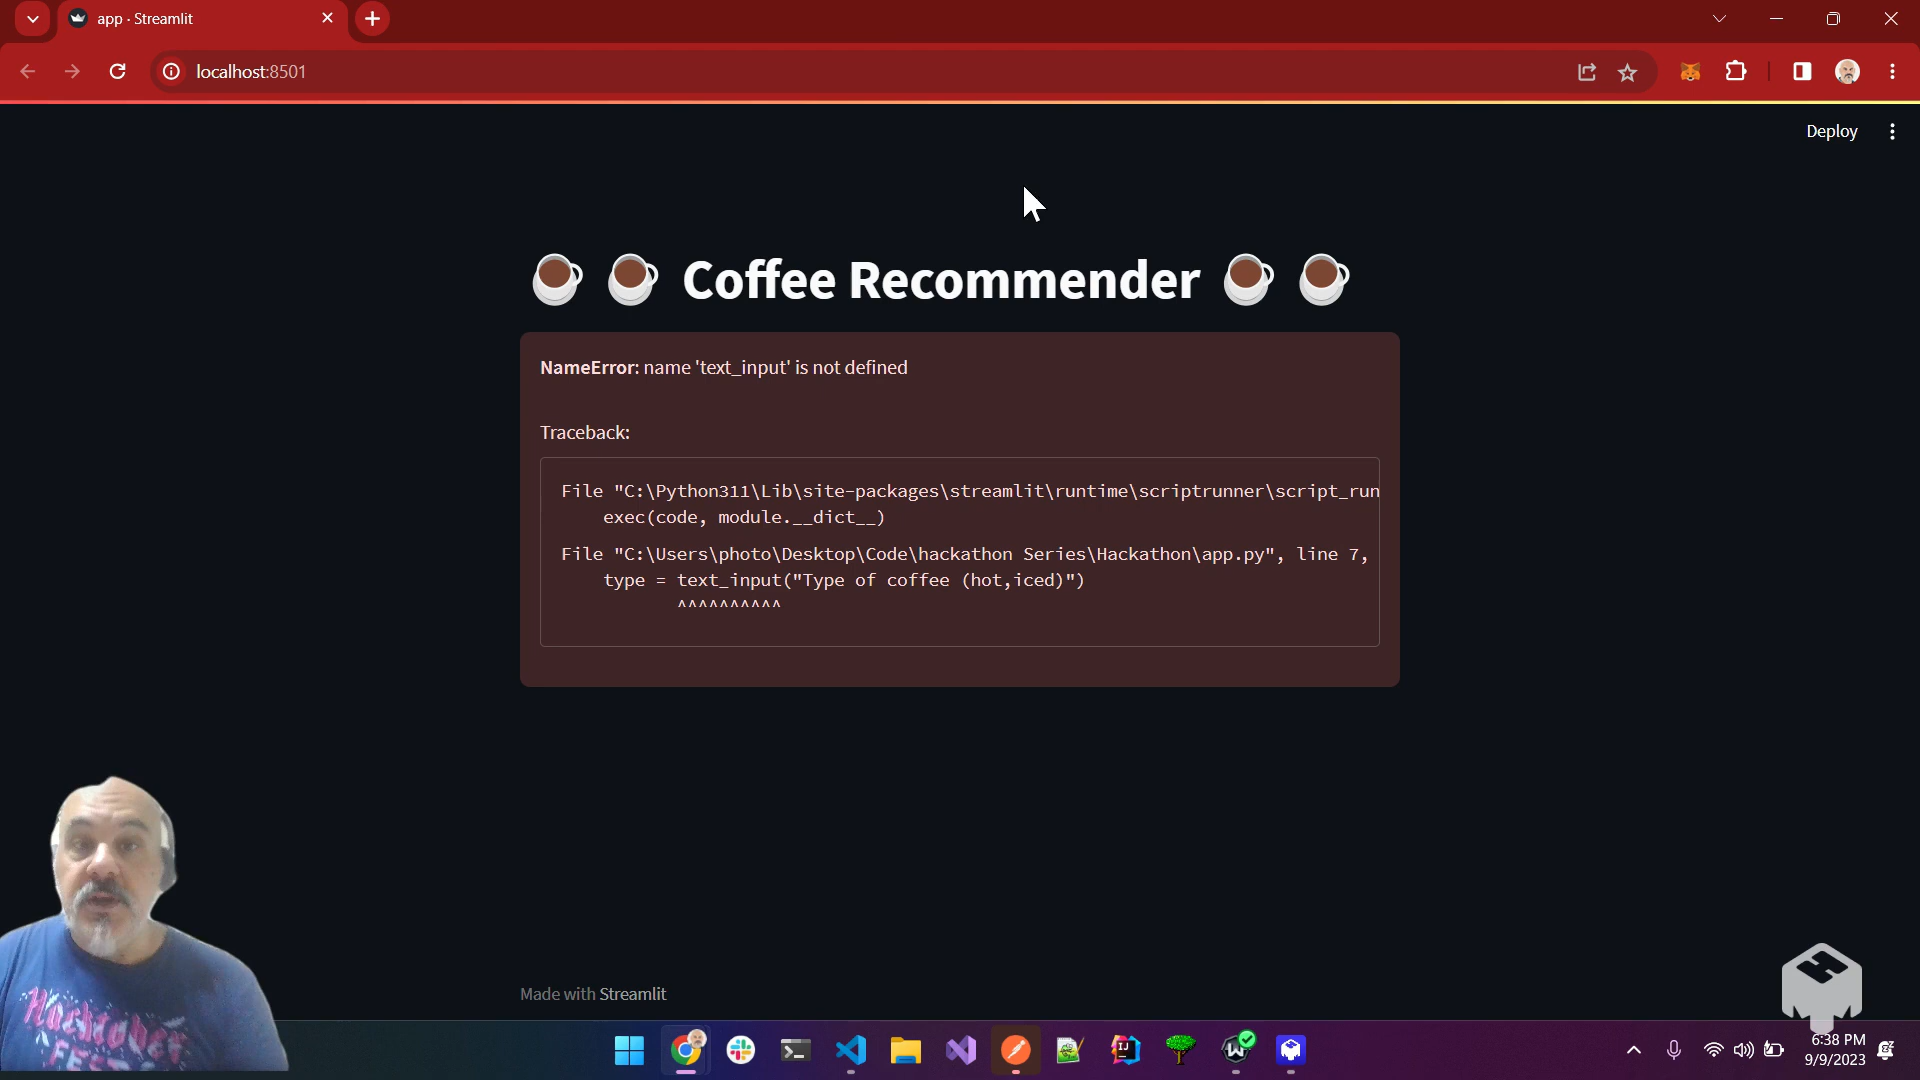 app · Streamlit
localhost:8501
Deploy
Coffee Recommender
NameError: name 'text_input' is not defined
Traceback:
File "C:\Python311\Lib\site-packages\streamlit\runtime\scriptrunner\script_run
exec(code, module.__dict__)
File "C:\Users\photo\Desktop\Code\hackathon Series\Hackathon\app.py", line 7,
type = text_input("Type of coffee (hot,iced)")
^^^^^^^^^^
Made with Streamlit
Hacktober
6:38 PM
9/9/2023